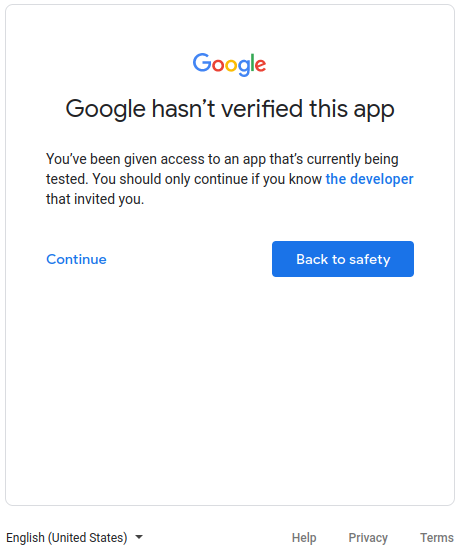 Google
Google hasn’t verified this app
You’ve been given access to an app that’s currently being
tested. You should only continue if you know the developer
that invited you.
Continue
Back to safety
English (United States)
Help
Privacy
Terms